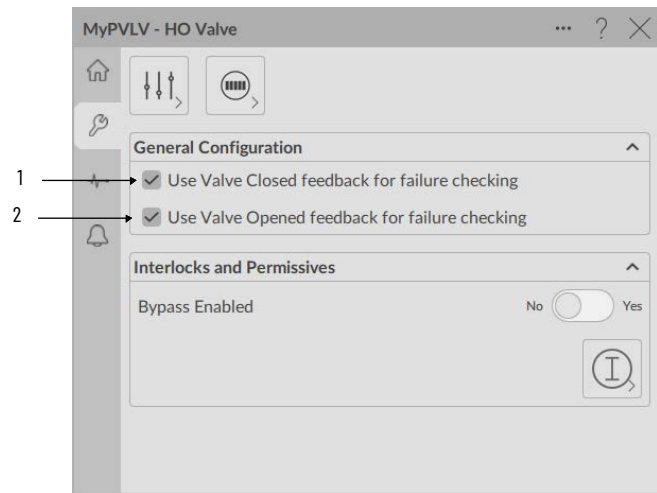 MyPVLV - HO Valve ... ?
General Configuration
1 Use Valve Closed feedback for failure checking
2 Use Valve Opened feedback for failure checking
Interlocks and Permissives
Bypass Enabled No Yes